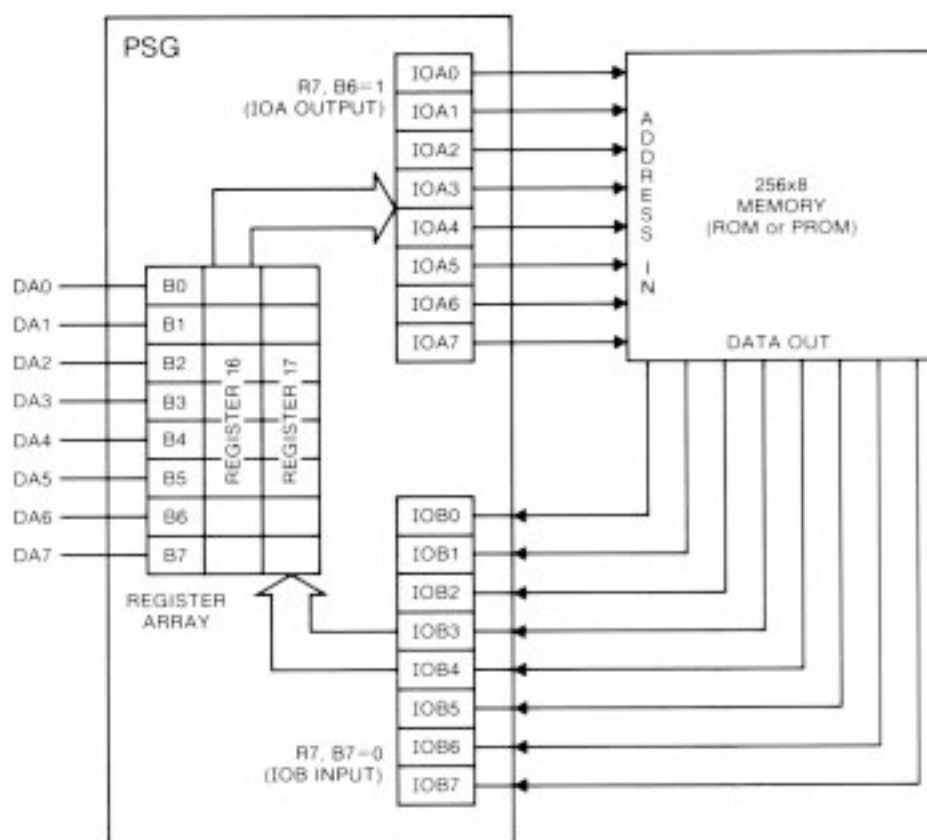 PSG
R7, B6=1
(IOA OUTPUT)
IOA0
IOA1
IOA2
IOA3
IOA4
IOA5
IOA6
IOA7
ADDRESS IN
256x8
MEMORY
(ROM or PROM)
DATA OUT
DA0
DA1
DA2
DA3
DA4
DA5
DA6
DA7
B0
B1
B2
B3
B4
B5
B6
B7
REGISTER 16
REGISTER 17
REGISTER
ARRAY
IOB0
IOB1
IOB2
IOB3
IOB4
IOB5
IOB6
IOB7
R7, B7=0
(IOB INPUT)